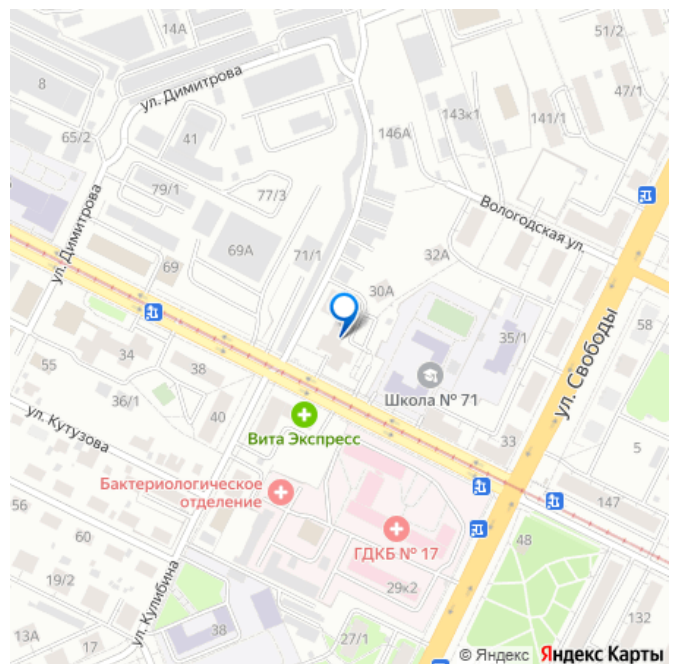 14А
51/2
8
ул. Димитрова
47/1
143к1
141/1
65/2
41
146А
79/1
77/3
Вологодская ул.
ул. Димитрова
69А
71/1
32А
69
30А
58
35/1
ул. Свободы
34
38
55
Школа № 71
36/1
40
ул. Кутузова
Вита Экспресс
33
5
Бактериологическое
отделение
56
147
60
ГДКБ № 17
48
19/2
29к2
ул. Кулибина
38
132
13А
17
27/1
© Яндекс Яндекс Карты